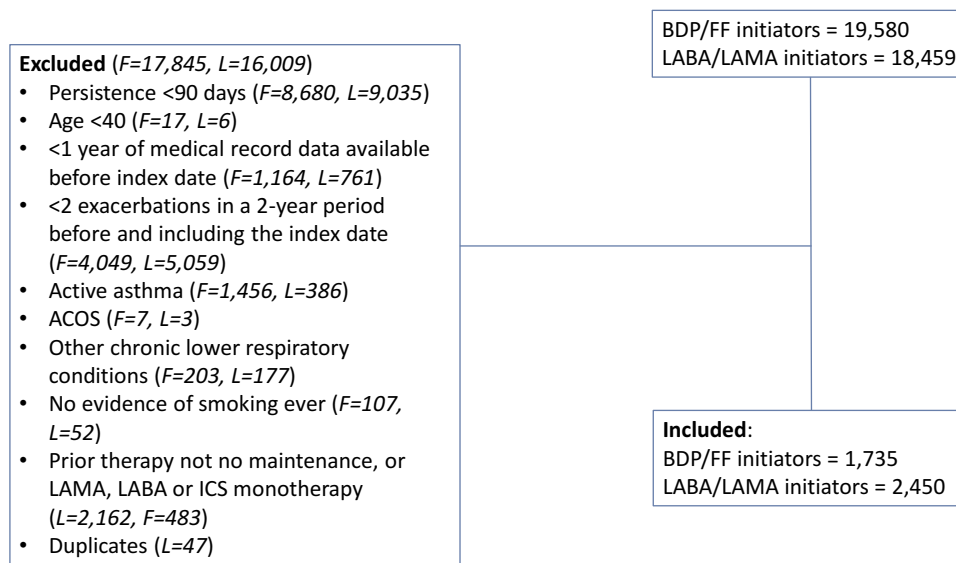 BDP/FF initiators = 19,580
LABA/LAMA initiators = 18,459
Excluded (F=17,845, L=16,009)
• Persistence <90 days (F=8,680, L=9,035)
• Age <40 (F=17, L=6)
• <1 year of medical record data available
before index date (F=1,164, L=761)
• <2 exacerbations in a 2-year period
before and including the index date
(F=4,049, L=5,059)
• Active asthma (F=1,456, L=386)
• ACOS (F=7, L=3)
• Other chronic lower respiratory
conditions (F=203, L=177)
• No evidence of smoking ever (F=107,
L=52)
• Prior therapy not no maintenance, or
LAMA, LABA or ICS monotherapy
(L=2,162, F=483)
• Duplicates (L=47)
Included:
BDP/FF initiators = 1,735
LABA/LAMA initiators = 2,450